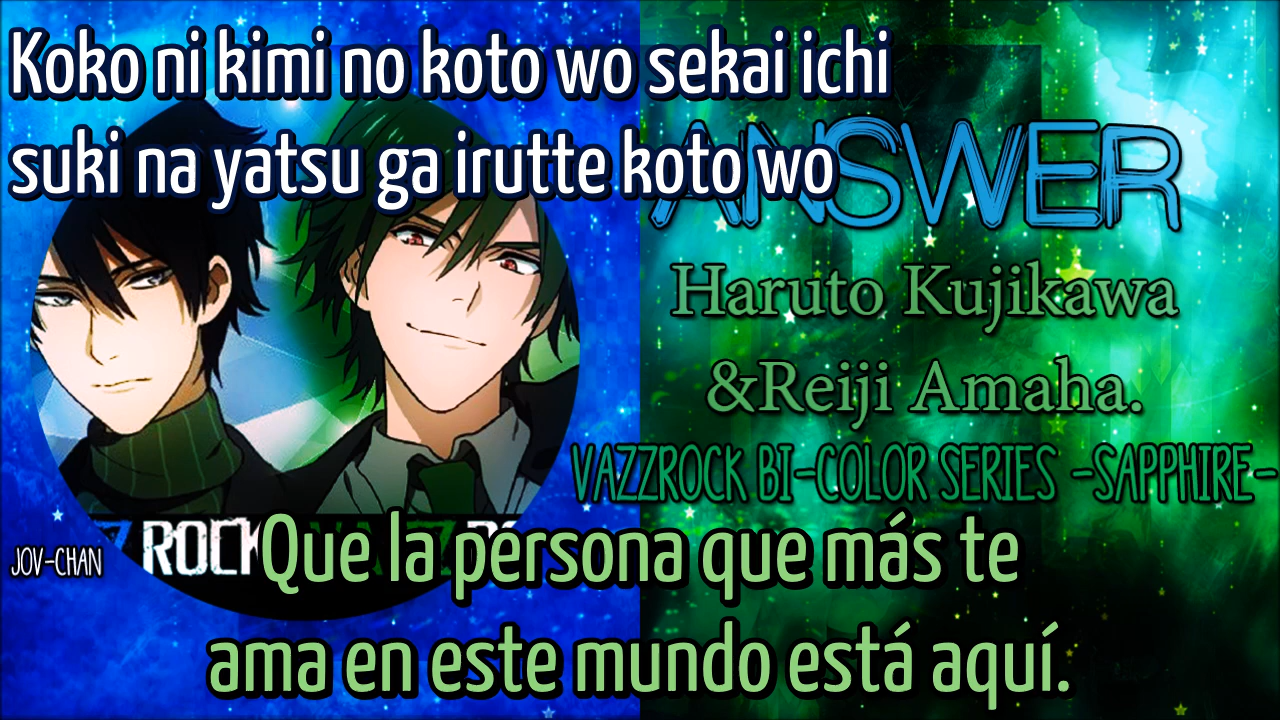 Koko ni kimi no koto wo sekai ichi
suki na yatsu ga irutte koto wo
ANSWER
Haruto Kujikawa
&Reiji Amaha.
VAZZROCK BI-COLOR SERIES -SAPPHIRE-
ROCK
JOV-CHAN
Que la persona que más te
ama en este mundo está aquí.